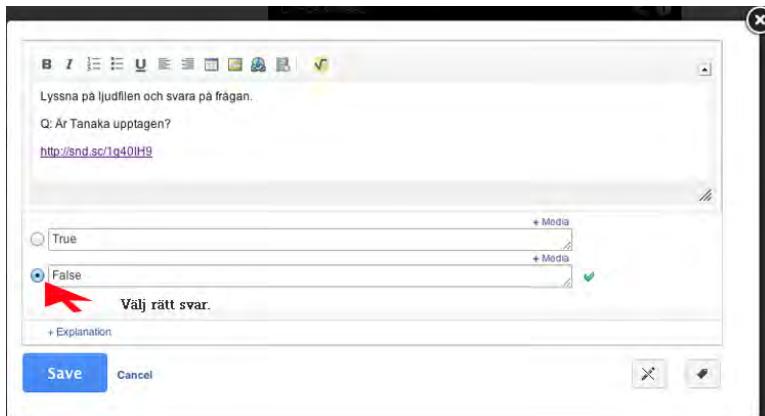 B I U
Lyssna på ljudfilen och svara på frågan.
Q: Är Tanaka upptagen?
http://snd.sc/1q40IH9
+ Media
True
+ Media
False
Välj rätt svar.
+ Explanation
Save Cancel